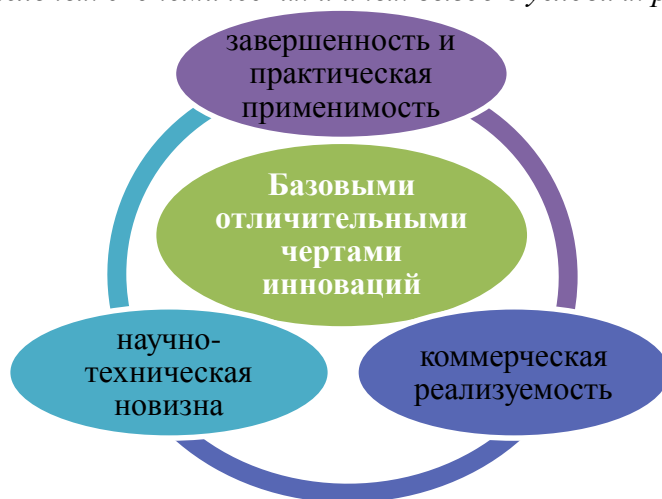 завершенность и
практическая
применимость
Базовыми
отличительными
чертами
инноваций
научно-
техническая
новизна
коммерческая
реализуемость